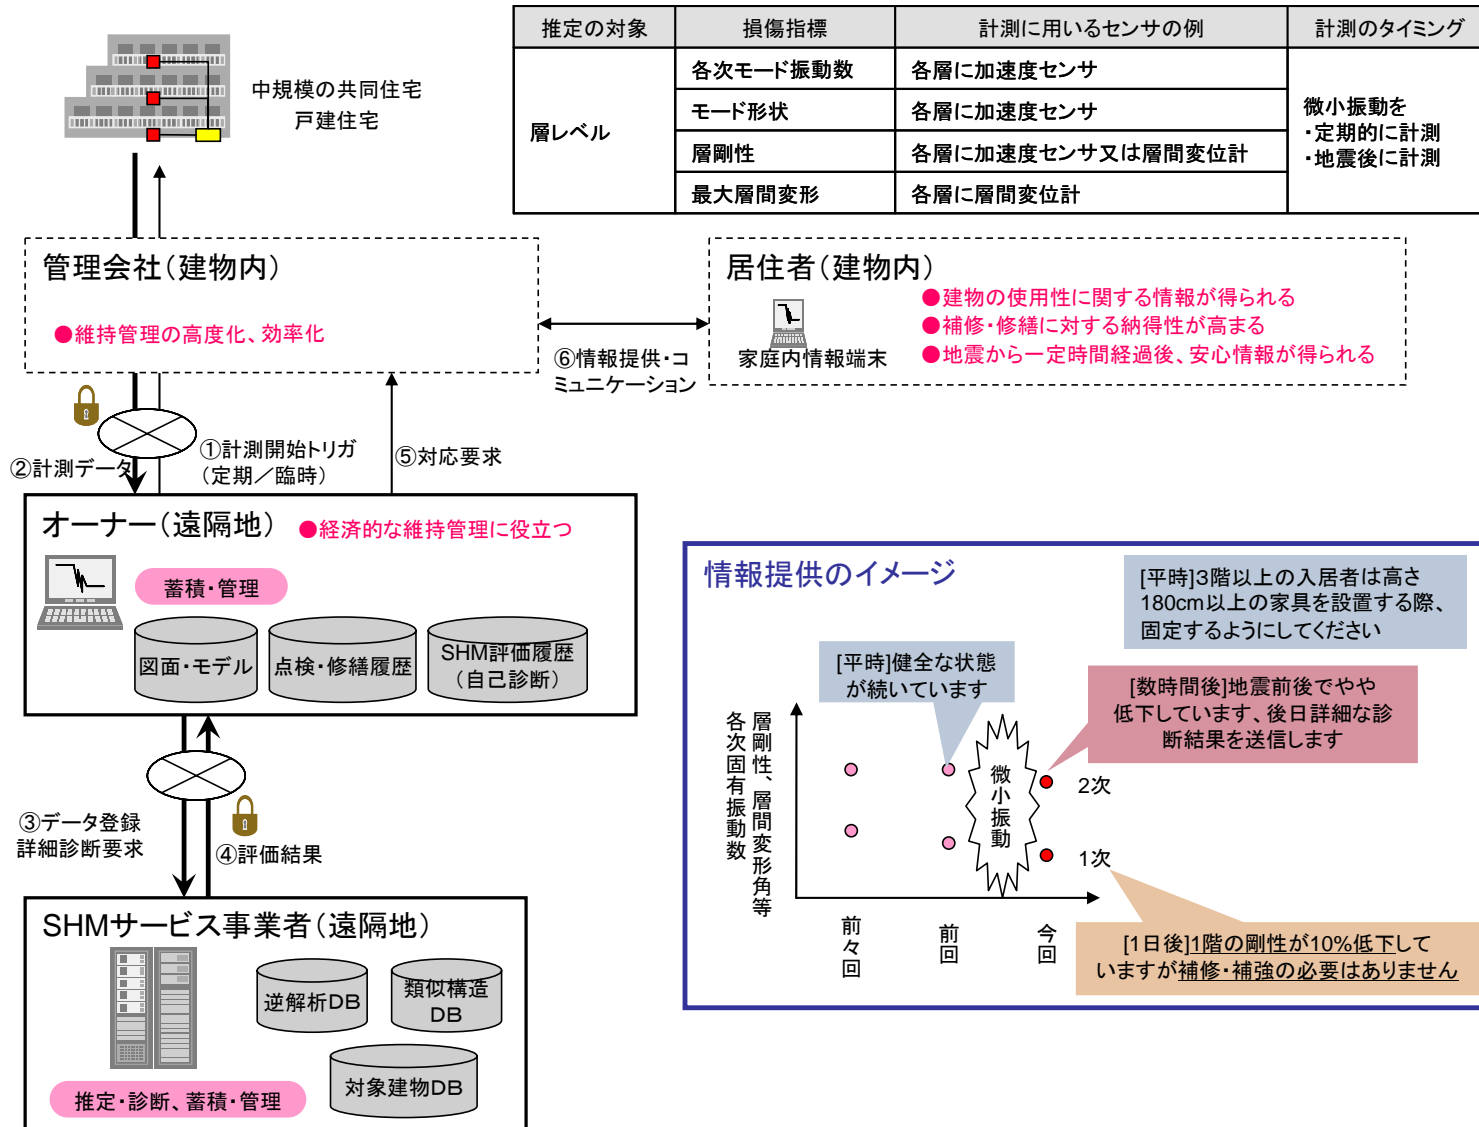 中規模の共同住宅
戸建住宅
推定の対象
損傷指標
計測に用いるセンサの例
計測のタイミング
層レベル
各次モード振動数
各層に加速度センサ
モード形状
各層に加速度センサ
層剛性
各層に加速度センサ又は層間変位計
最大層間変形
各層に層間変位計
微小振動を
・定期的に計測
・地震後に計測
管理会社（建物内）
●維持管理の高度化、効率化
居住者（建物内）
●建物の使用性に関する情報が得られる
●補修・修繕に対する納得性が高まる
●地震から一定時間経過後、安心情報が得られる
家庭内情報端末
⑥情報提供・コ
ミュニケーション
①計測開始トリガ
（定期／臨時）
②計測データ
⑤対応要求
オーナー（遠隔地）
●経済的な維持管理に役立つ
蓄積・管理
図面・モデル
点検・修繕履歴
SHM評価履歴
（自己診断）
③データ登録
詳細診断要求
④評価結果
SHMサービス事業者（遠隔地）
逆解析DB
類似構造
DB
対象建物DB
推定・診断、蓄積・管理
情報提供のイメージ
[平時]3階以上の入居者は高さ
180cm以上の家具を設置する際、
固定するようにしてください
[平時]健全な状態
が続いています
[数時間後]地震前後でやや
低下しています、後日詳細な診
断結果を送信します
層剛性、層間変形角等
各次固有振動数
微小振動
2次
1次
前々回
前回
今回
[1日後]1階の剛性が10%低下して
いますが補修・補強の必要はありません